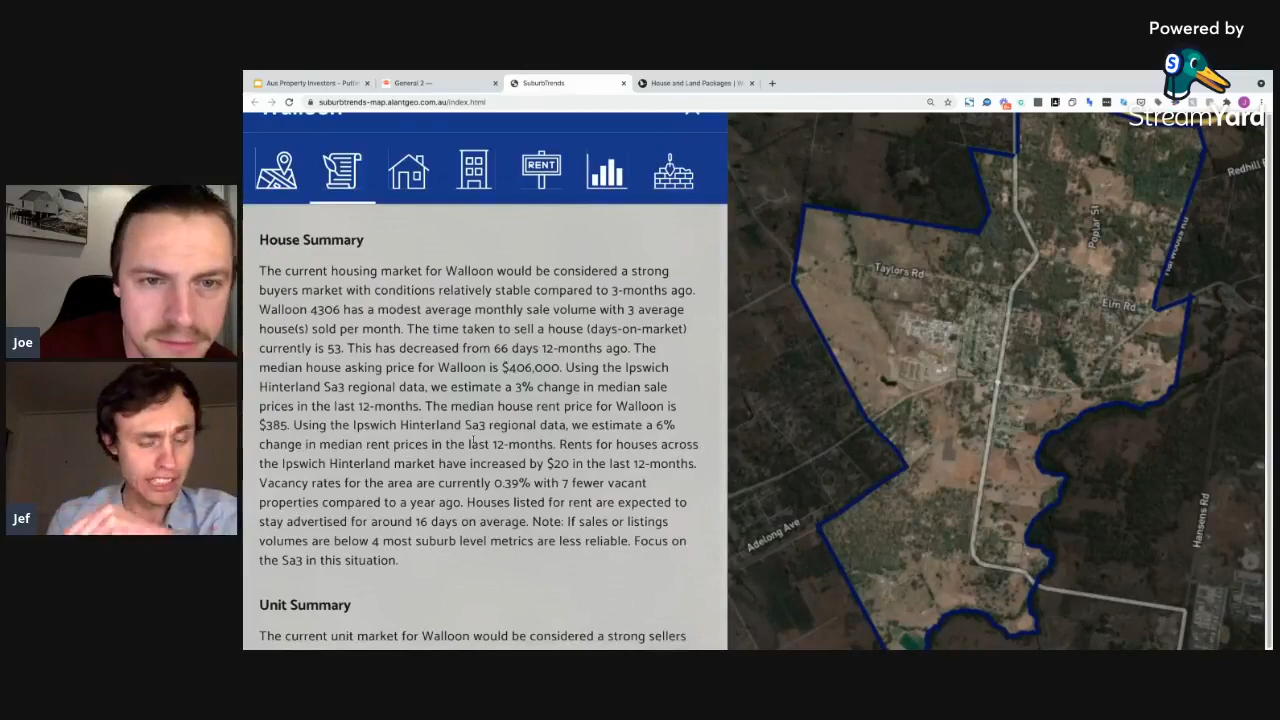 Powered by
StreamYard
Aus Property Investors – Puttin
General 2 —
SuburbTrends
House and Land Packages | W
suburbtrends-map.alantgeo.com.au/index.html
Walloon
RENT
House Summary
The current housing market for Walloon would be considered a strong
buyers market with conditions relatively stable compared to 3-months ago.
Walloon 4306 has a modest average monthly sale volume with 3 average
house(s) sold per month. The time taken to sell a house (days-on-market)
currently is 53. This has decreased from 66 days 12-months ago. The
median house asking price for Walloon is $406,000. Using the Ipswich
Hinterland Sa3 regional data, we estimate a 3% change in median sale
prices in the last 12-months. The median house rent price for Walloon is
$385. Using the Ipswich Hinterland Sa3 regional data, we estimate a 6%
change in median rent prices in the last 12-months. Rents for houses across
the Ipswich Hinterland market have increased by $20 in the last 12-months.
Vacancy rates for the area are currently 0.39% with 7 fewer vacant
properties compared to a year ago. Houses listed for rent are expected to
stay advertised for around 16 days on average. Note: If sales or listings
volumes are below 4 most suburb level metrics are less reliable. Focus on
the Sa3 in this situation.
Unit Summary
The current unit market for Walloon would be considered a strong sellers
Joe
Jef
Redhill
Poplar St
Taylors Rd
Elm Rd
Adelong Ave
Hansens Rd